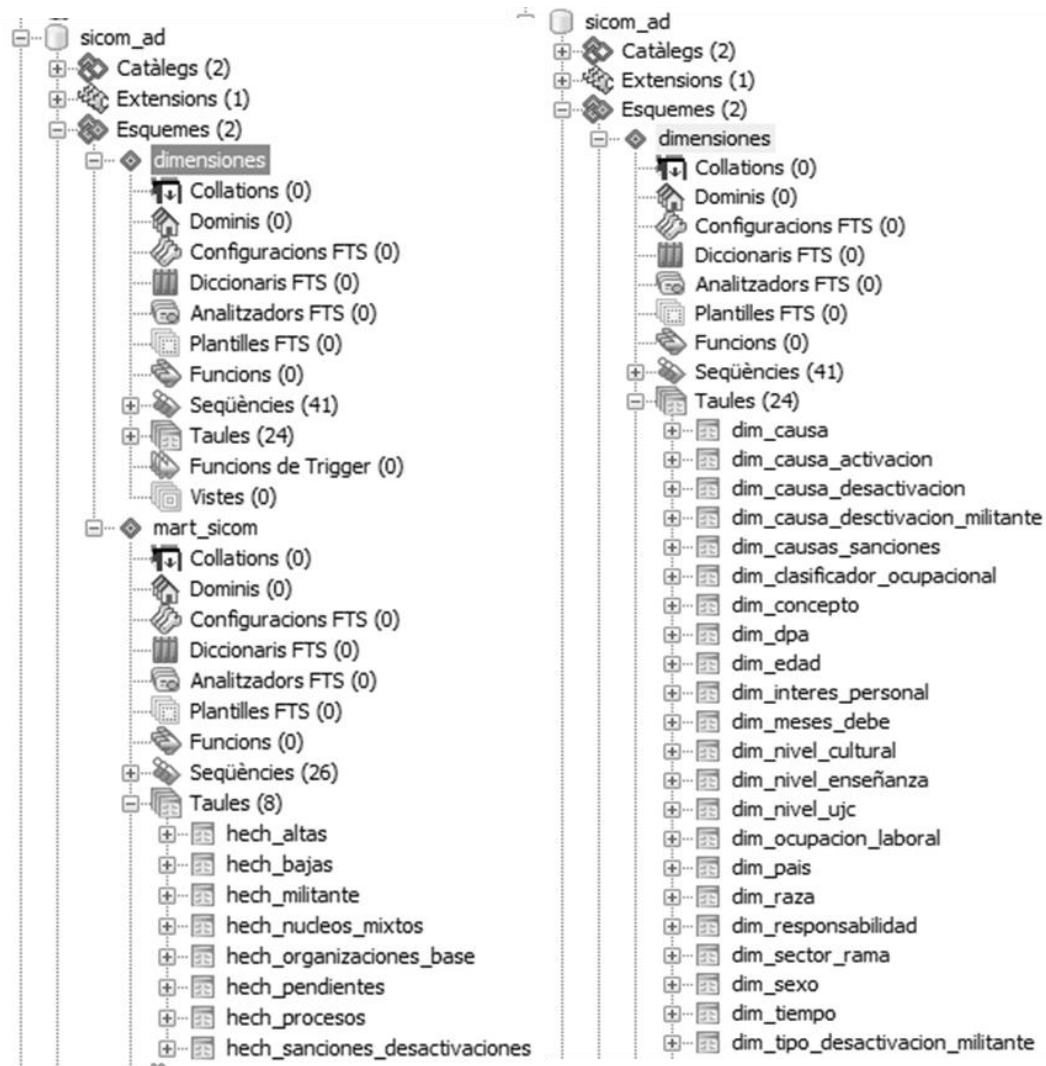 sicom_ad
Catàlegs (2)
Extensions (1)
Esquemes (2)
dimensiones
Collations (0)
Dominis (0)
Configuracions FTS (0)
Diccionaris FTS (0)
Analitzadors FTS (0)
Plantilles FTS (0)
Funcions (0)
Seqüències (41)
Taules (24)
Funcions de Trigger (0)
Vistes (0)
mart_sicom
Collations (0)
Dominis (0)
Configuracions FTS (0)
Diccionaris FTS (0)
Analitzadors FTS (0)
Plantilles FTS (0)
Funcions (0)
Seqüències (26)
Taules (8)
hech_altas
hech_bajas
hech_militante
hech_nucleos_mixtos
hech_organizaciones_base
hech_pendientes
hech_procesos
hech_sanciones_desactivaciones
sicom_ad
Catàlegs (2)
Extensions (1)
Esquemes (2)
dimensiones
Collations (0)
Dominis (0)
Configuracions FTS (0)
Diccionaris FTS (0)
Analitzadors FTS (0)
Plantilles FTS (0)
Funcions (0)
Seqüències (41)
Taules (24)
dim_causa
dim_causa_activacion
dim_causa_desactivacion
dim_causa_desctivacion_militante
dim_causas_sanciones
dim_clasificador_ocupacional
dim_concepto
dim_dpa
dim_edad
dim_interes_personal
dim_meses_debe
dim_nivel_cultural
dim_nivel_enseñanza
dim_nivel_ujc
dim_ocupacion_laboral
dim_pais
dim_raza
dim_responsabilidad
dim_sector_rama
dim_sexo
dim_tiempo
dim_tipo_desactivacion_militante